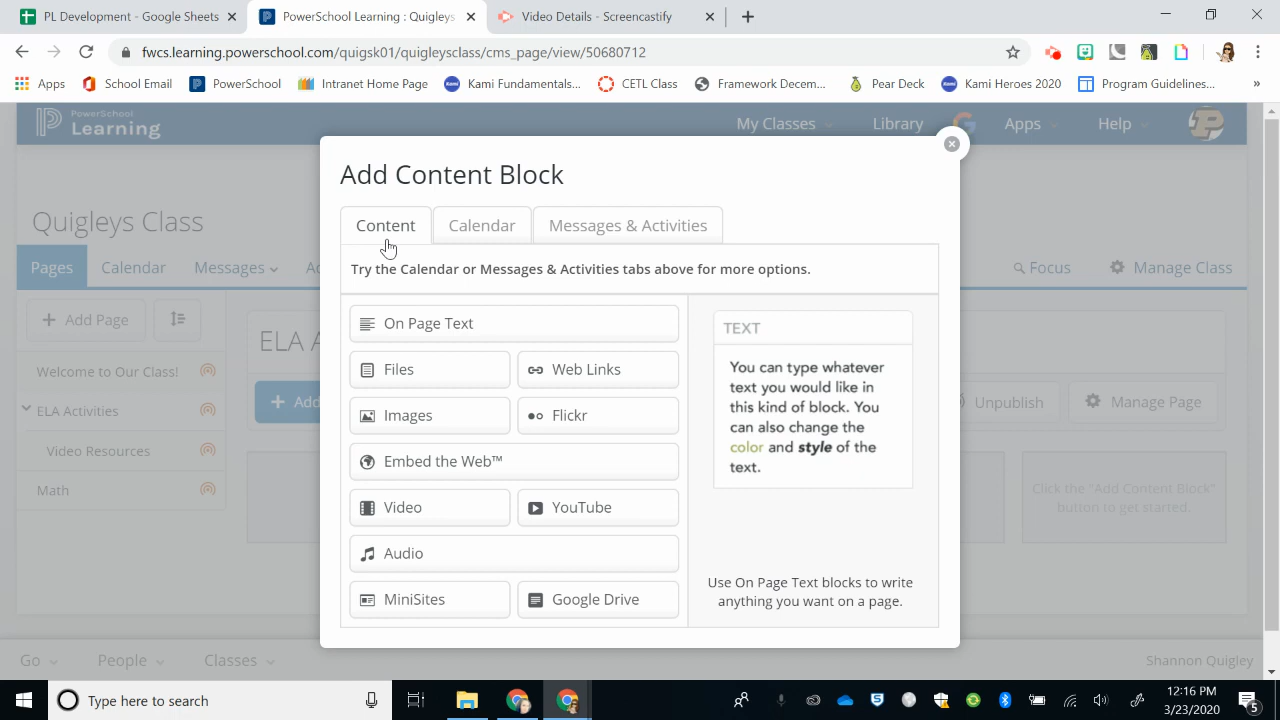 PL Development - Google Sheets
PowerSchool Learning : Quigleys
Video Details - Screencastify
fwcs.learning.powerschool.com/quigsk01/quigleysclass/cms_page/view/50680712
Apps
School Email
PowerSchool
Intranet Home Page
Kami Fundamentals...
CETL Class
Framework Decem...
Pear Deck
Kami Heroes 2020
Program Guidelines...
»
PowerSchool
Learning
My Classes
Library
Apps
Help
Add Content Block
Quigleys Class
Content
Calendar
Messages & Activities
Pages
Calendar
Messages
Focus
Manage Class
Try the Calendar or Messages & Activities tabs above for more options.
Add Page
ELA A
On Page Text
TEXT
Files
Web Links
You can type whatever
text you would like in
this kind of block. You
can also change the
color and style of the
text.
Welcome to Our Class!
ELA Activities
Add
Unpublish
Manage Page
Images
Flickr
Video Resources
Embed the Web™
Math
Click the "Add Content Block"
button to get started.
Video
YouTube
Audio
MiniSites
Google Drive
Use On Page Text blocks to write
anything you want on a page.
Go
People
Classes
Shannon Quigley
Type here to search
12:16 PM
3/23/2020
5